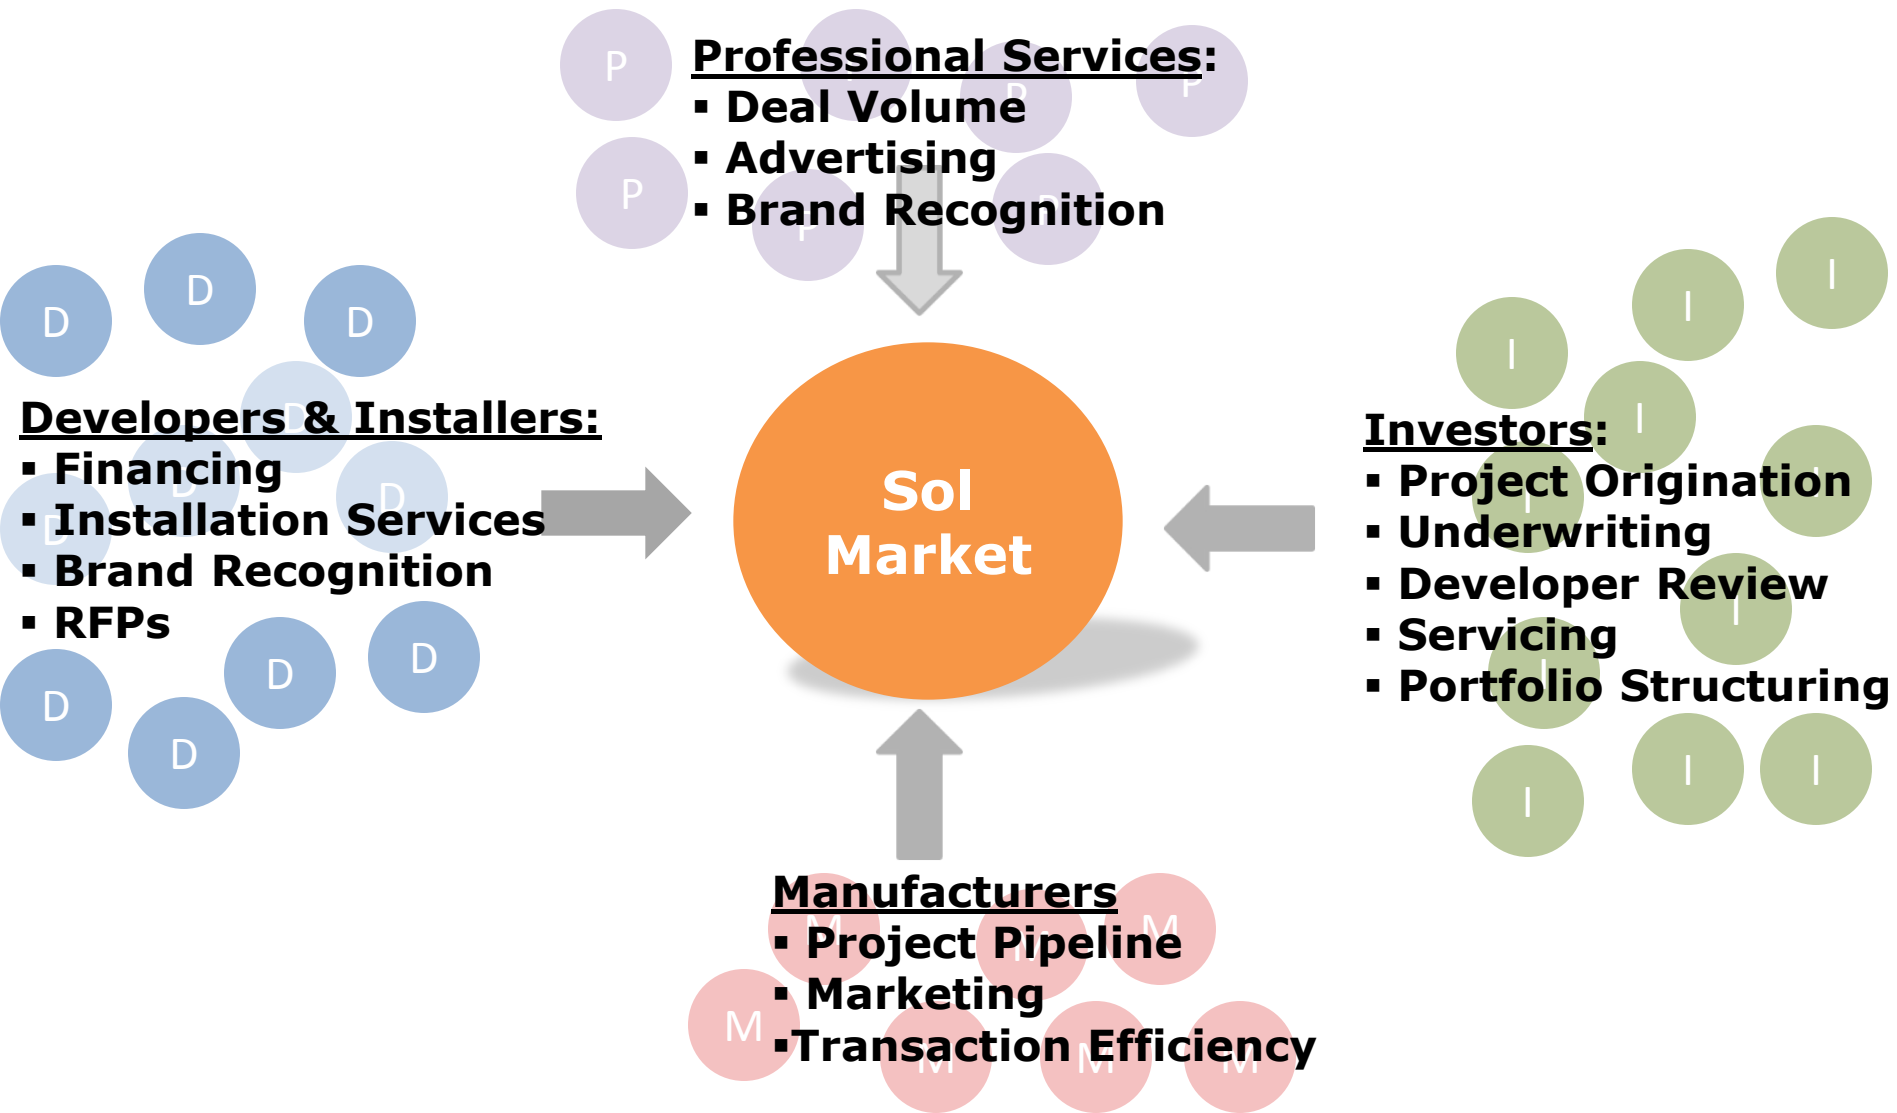 Professional Services:
▪ Deal Volume
▪ Advertising
▪ Brand Recognition
P
P
P
P
P
P
P
Developers & Installers:
▪ Financing
▪ Installation Services
▪ Brand Recognition
▪ RFPs
D
D
D
D
D
D
D
D
D
D
D
Sol
Market
Investors:
▪ Project Origination
▪ Underwriting
▪ Developer Review
▪ Servicing
▪ Portfolio Structuring
I
I
I
I
I
I
I
I
I
I
I
Manufacturers
▪ Project Pipeline
▪ Marketing
▪Transaction Efficiency
M
M
M
M
M
M
M